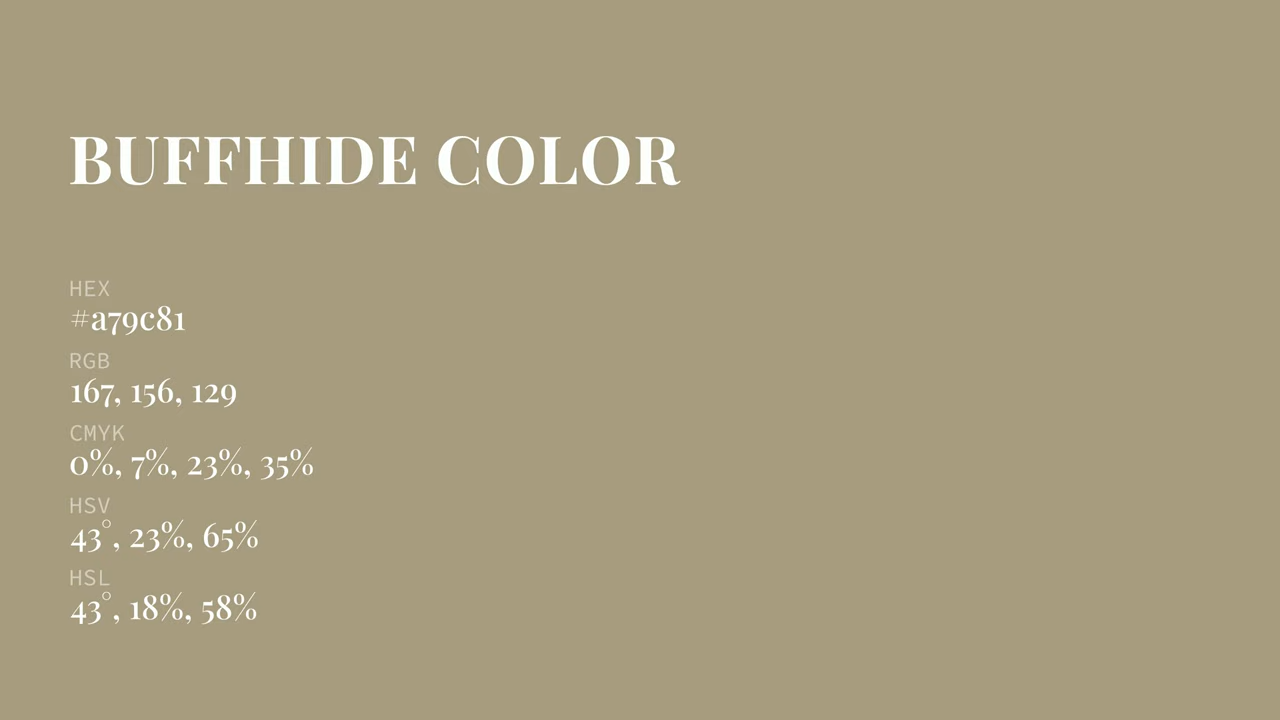 BUFFHIDE COLOR
HEX
#a79c81
RGB
167, 156, 129
CMYK
0%, 7%, 23%, 35%
HSV
43°, 23%, 65%
HSL
43°, 18%, 58%